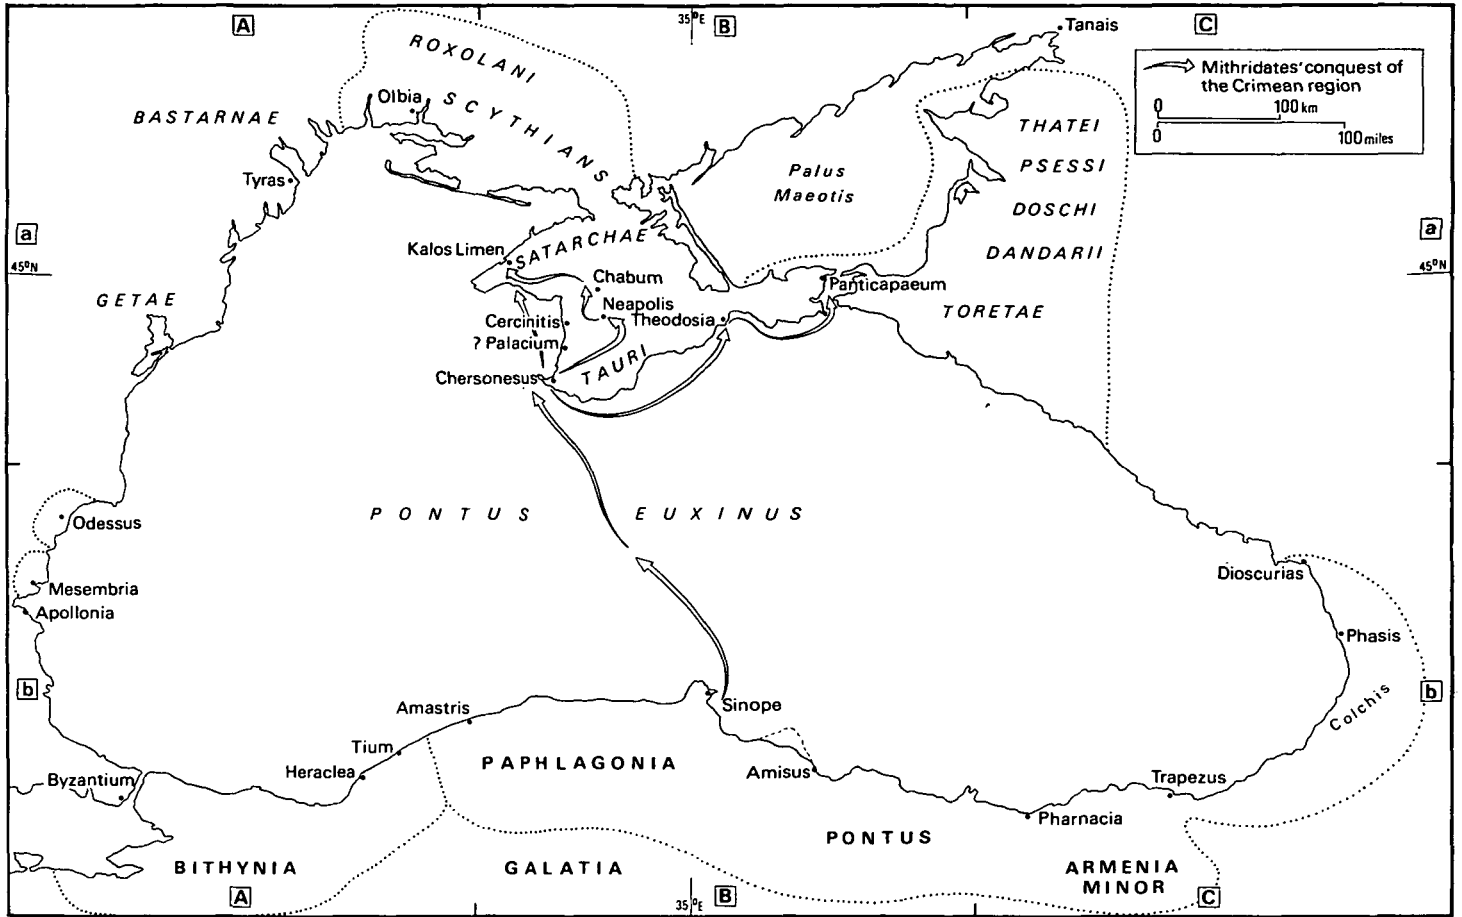 A
35°E
B
C
Tanais
ROXOLANI
Mithridates' conquest of
the Crimean region
0 100 km
0 100 miles
Olbia
SCYTHIANS
BASTARNAE
THATEI
Palus
Maeotis
PSESSI
Tyras
DOSCHI
a
a
Kalos Limen
SATARCHAE
DANDARII
45°N
45°N
Chabum
Panticapaeum
GETAE
Neapolis
TORETAE
Cercinitis
Theodosia
? Palacium
TAURI
Chersonesus
PONTUS EUXINUS
Odessus
Mesembria
Apollonia
Dioscurias
Phasis
b
b
Colchis
Sinope
Amastris
Tium
Heraclea
PAPHLAGONIA
Amisus
Byzantium
Trapezus
Pharnacia
PONTUS
BITHYNIA
GALATIA
ARMENIA
MINOR
A
35°E
B
C